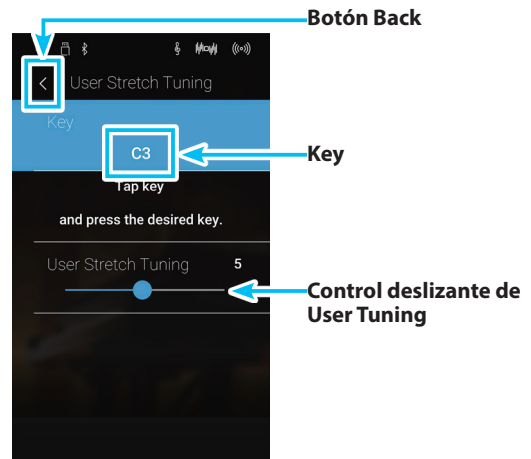 Botón Back
User Stretch Tuning
Key
C3
Key
Tap key
and press the desired key.
User Stretch Tuning 5
Control deslizante de
User Tuning